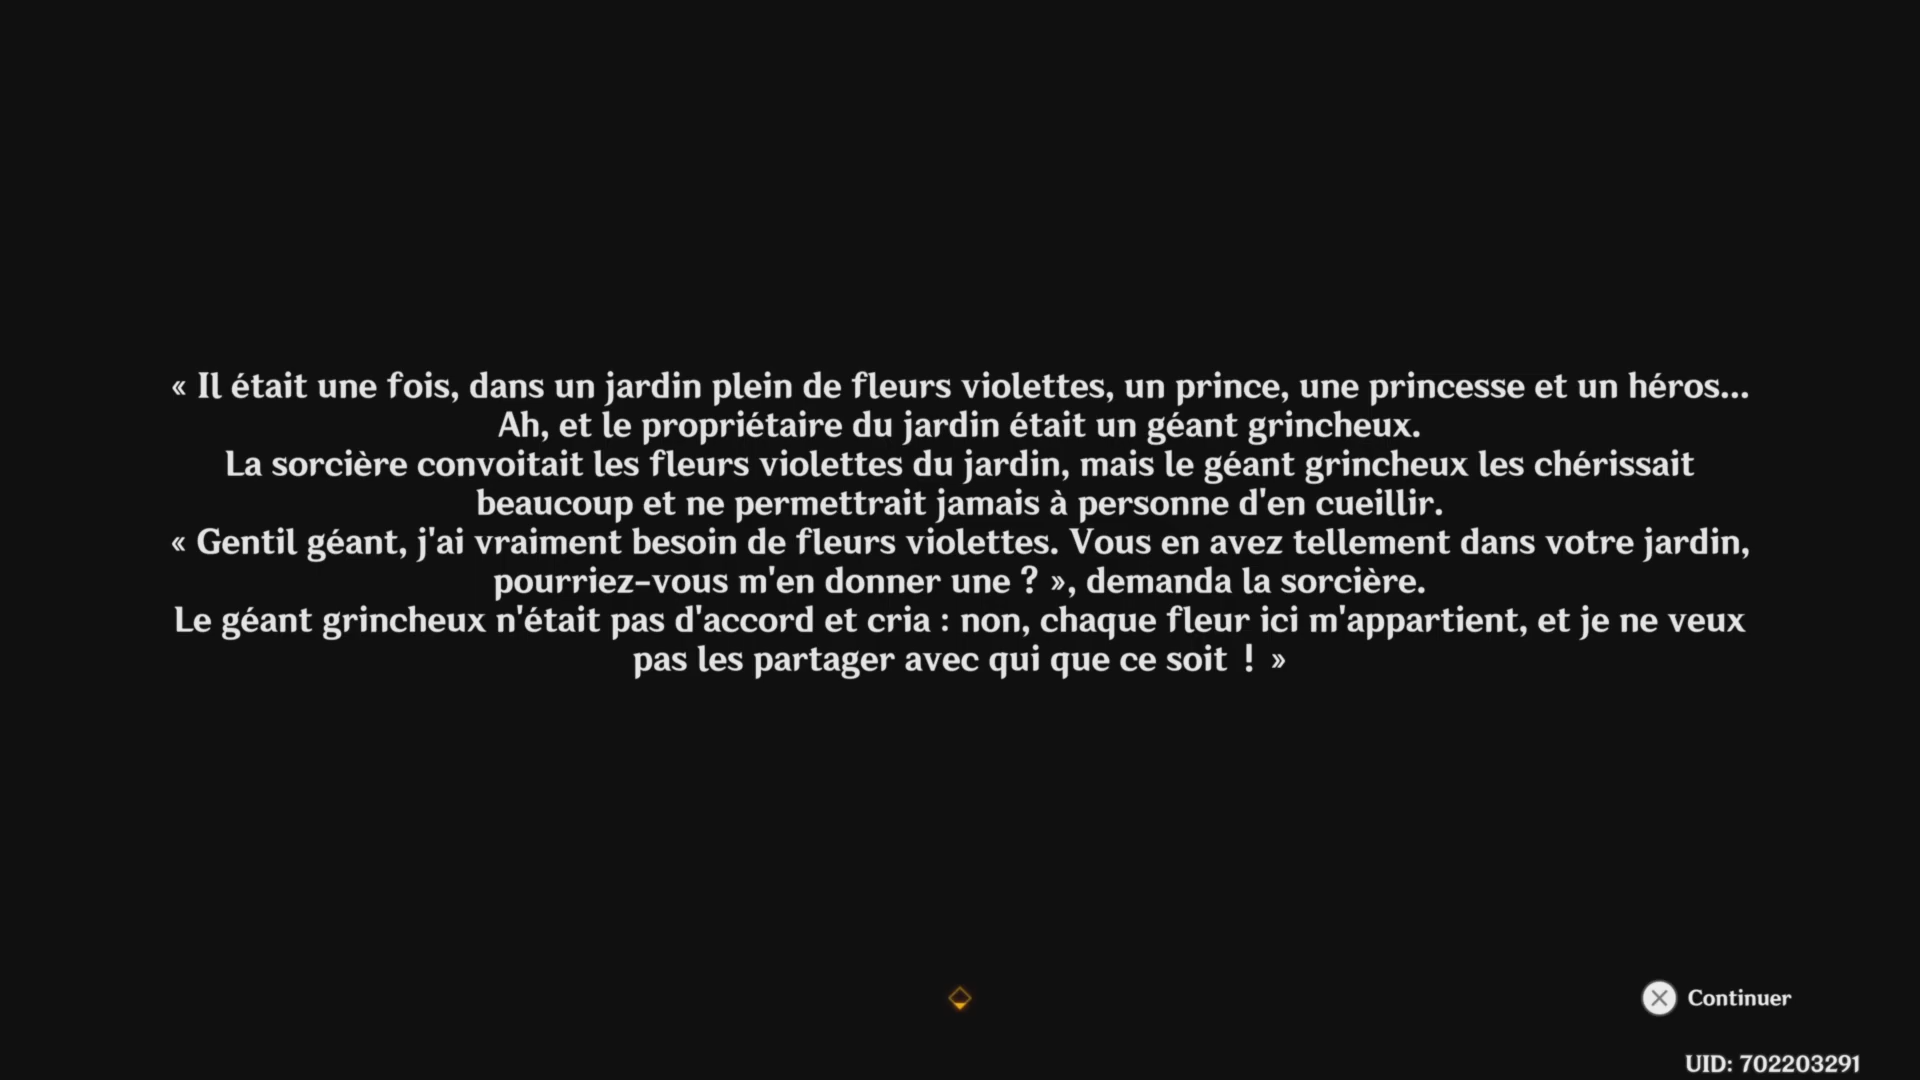 « Il était une fois, dans un jardin plein de fleurs violettes, un prince, une princesse et un héros...
Ah, et le propriétaire du jardin était un géant grincheux.
La sorcière convoitait les fleurs violettes du jardin, mais le géant grincheux les chérissait
beaucoup et ne permettrait jamais à personne d'en cueillir.
« Gentil géant, j'ai vraiment besoin de fleurs violettes. Vous en avez tellement dans votre jardin,
pourriez-vous m'en donner une ? », demanda la sorcière.
Le géant grincheux n'était pas d'accord et cria : non, chaque fleur ici m'appartient, et je ne veux
pas les partager avec qui que ce soit ! »
Continuer
UID: 702203291